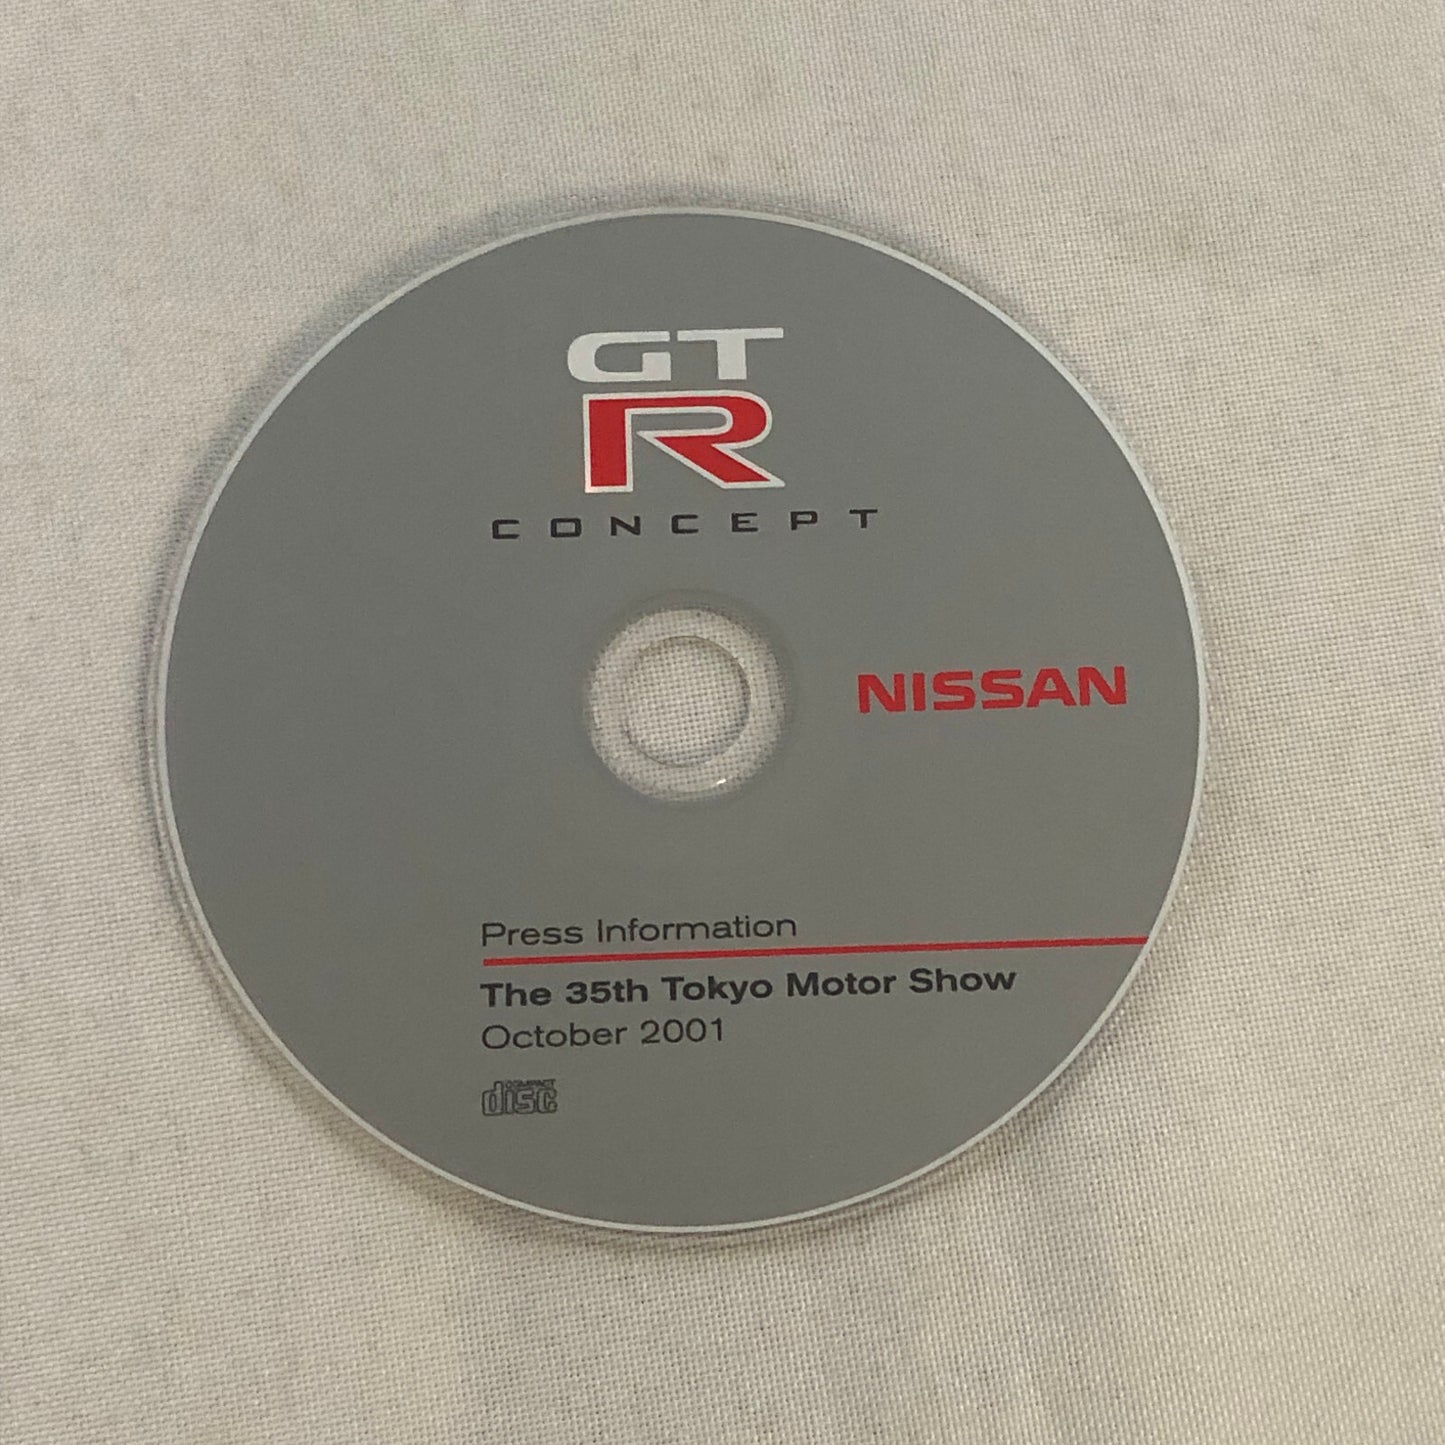 GT
R
CONCEPT
NISSAN
Press Information
The 35th Tokyo Motor Show
October 2001
COMPACT
disc